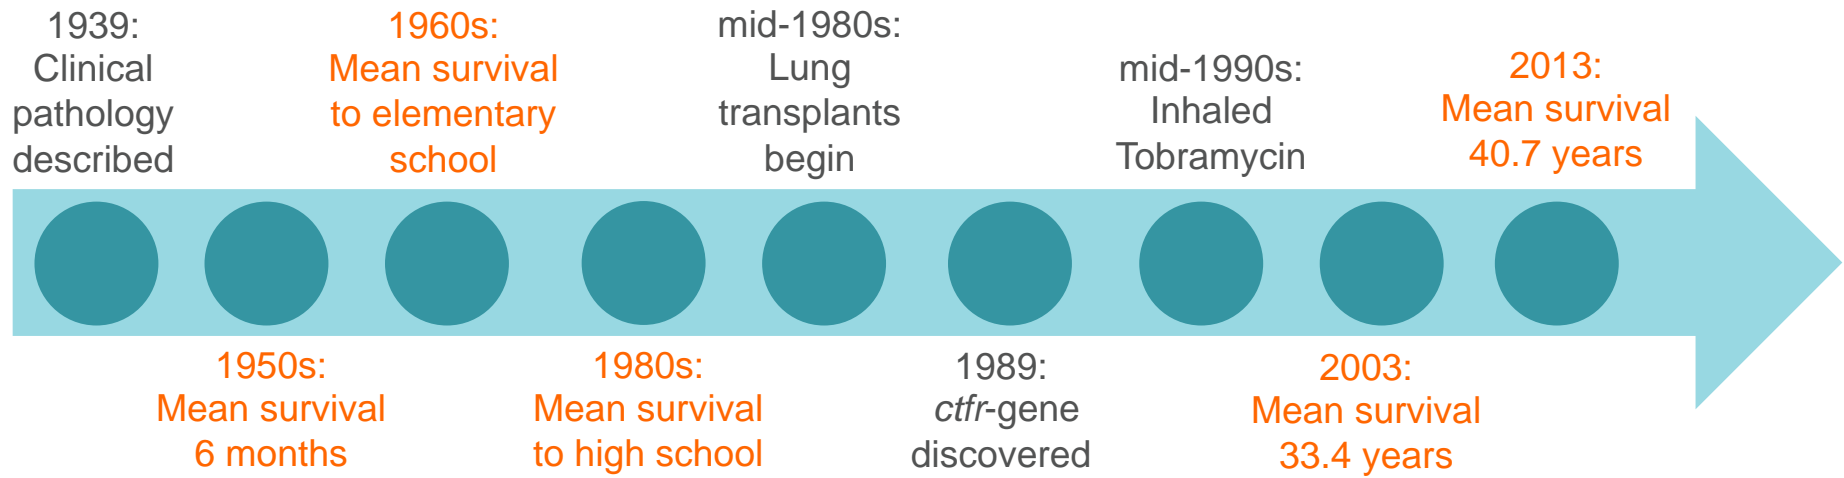 1939:
Clinical
pathology
described
1950s:
Mean survival
6 months
1960s:
Mean survival
to elementary
school
1980s:
Mean survival
to high school
mid-1980s:
Lung
transplants
begin
1989:
ctfr-gene
discovered
mid-1990s:
Inhaled
Tobramycin
2003:
Mean survival
33.4 years
2013:
Mean survival
40.7 years